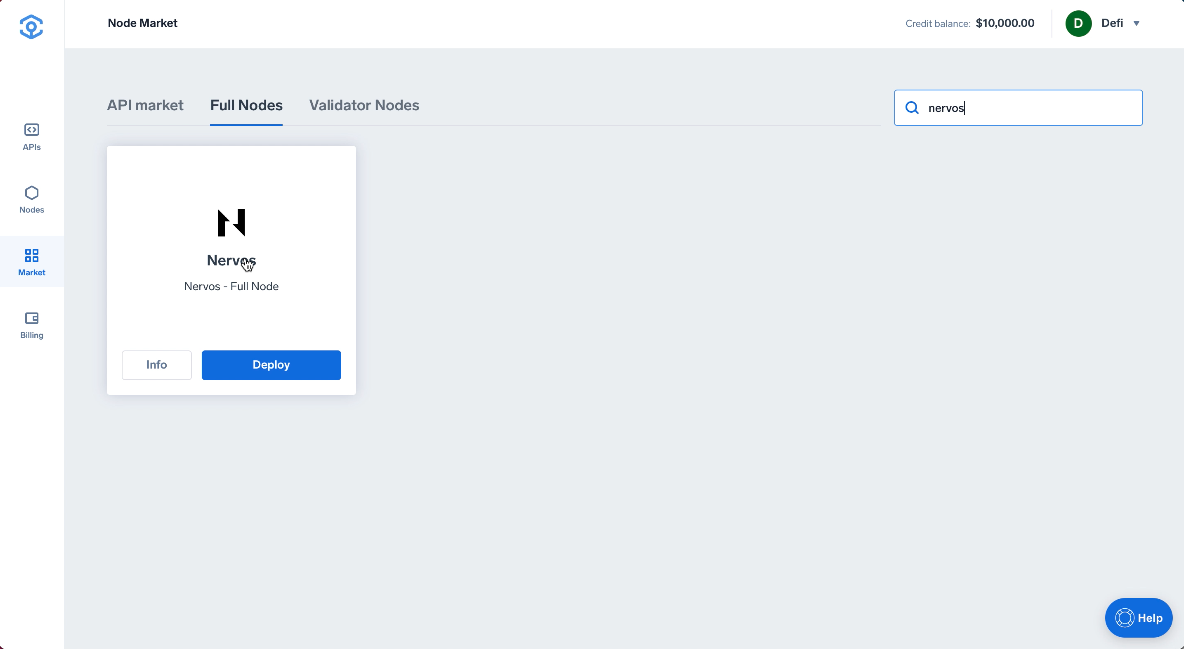 Node Market
Credit balance: $10,000.00
D
Defi
API market
Full Nodes
Validator Nodes
nervos
APIs
Nodes
Market
Billing
Nervos
Nervos - Full Node
Info
Deploy
Help